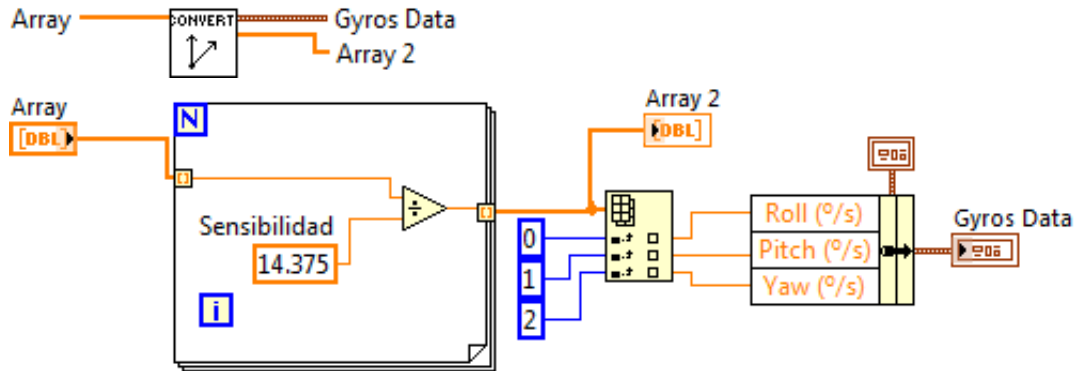 Array
CONVERT
Gyros Data
Array 2
Array
[DBL]
N
Sensibilidad
14.375
i
Array 2
[DBL]
0
1
2
Roll (º/s)
Pitch (º/s)
Yaw (º/s)
Gyros Data